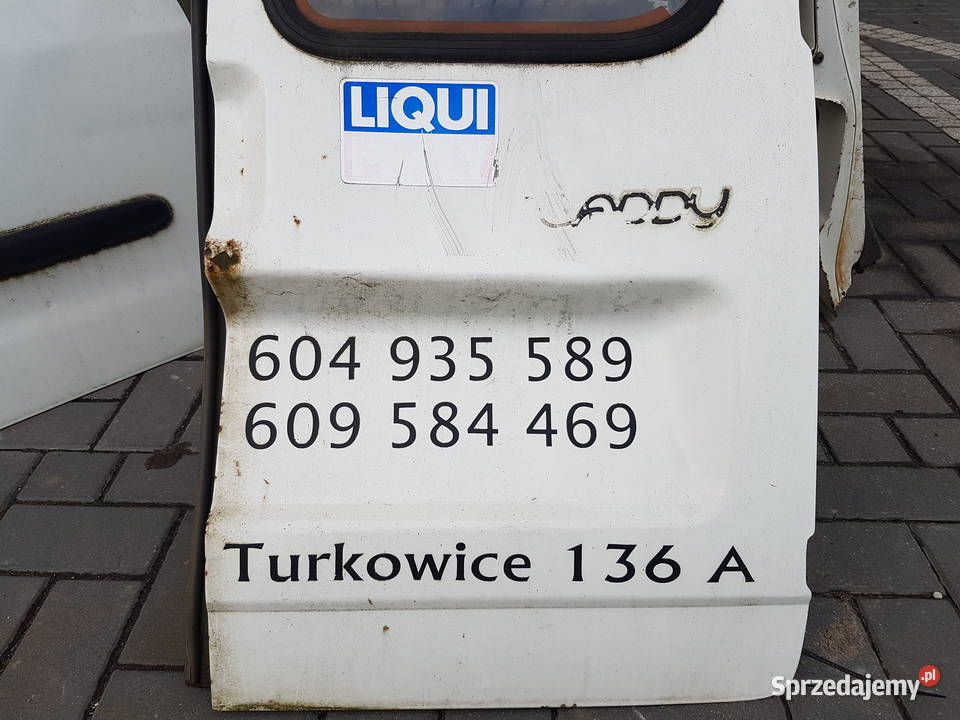 LIQUI
604 935 589
609 584 469
Turkowice 136 A
Sprzedajemy.pl